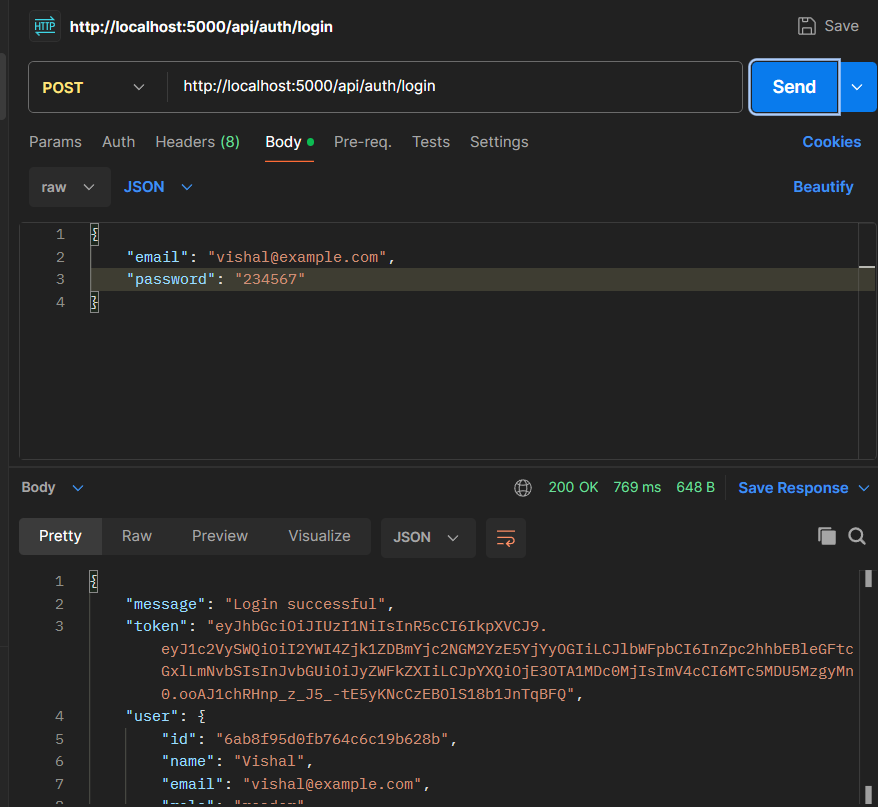 HTTP http://localhost:5000/api/auth/login Save
POST http://localhost:5000/api/auth/login Send
Params Auth Headers (8) Body Pre-req. Tests Settings Cookies
raw JSON Beautify
1 {
2 "email": "vishal@example.com",
3 "password": "234567"
4 }
Body 200 OK 769 ms 648 B Save Response
Pretty Raw Preview Visualize JSON
1 {
2 "message": "Login successful",
3 "token": "eyJhbGciOiJIUzI1NiIsInR5cCI6IkpXVCJ9.
eyJ1c2VySWQiOiI2YWI4Zjk1ZDBmYjc2NGM2YzE5YjYyOGIiLCJlbWFpbCI6InZpc2hhbEBleGFtc
GxlLmNvbSIsInJvbGUiOiJyZWFkZXIiLCJpYXQiOjE3OTA1MDc0MjIsImV4cCI6MTc5MDU5MzgyMn
0.ooAJ1chRHnp_z_J5_-tE5yKNcCzEBOlS18b1JnTqBFQ",
4 "user": {
5 "id": "6ab8f95d0fb764c6c19b628b",
6 "name": "Vishal",
7 "email": "vishal@example.com",